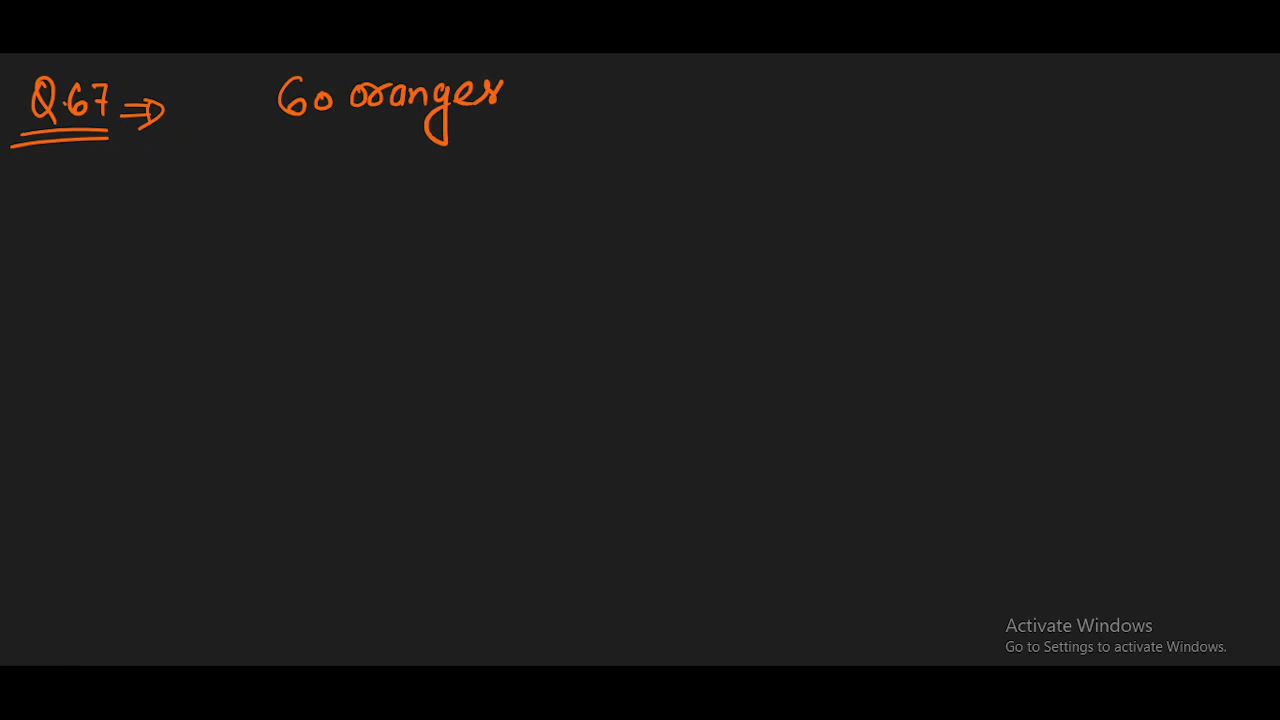 Q.67 ⇒ 60 oranges
Activate Windows
Go to Settings to activate Windows.